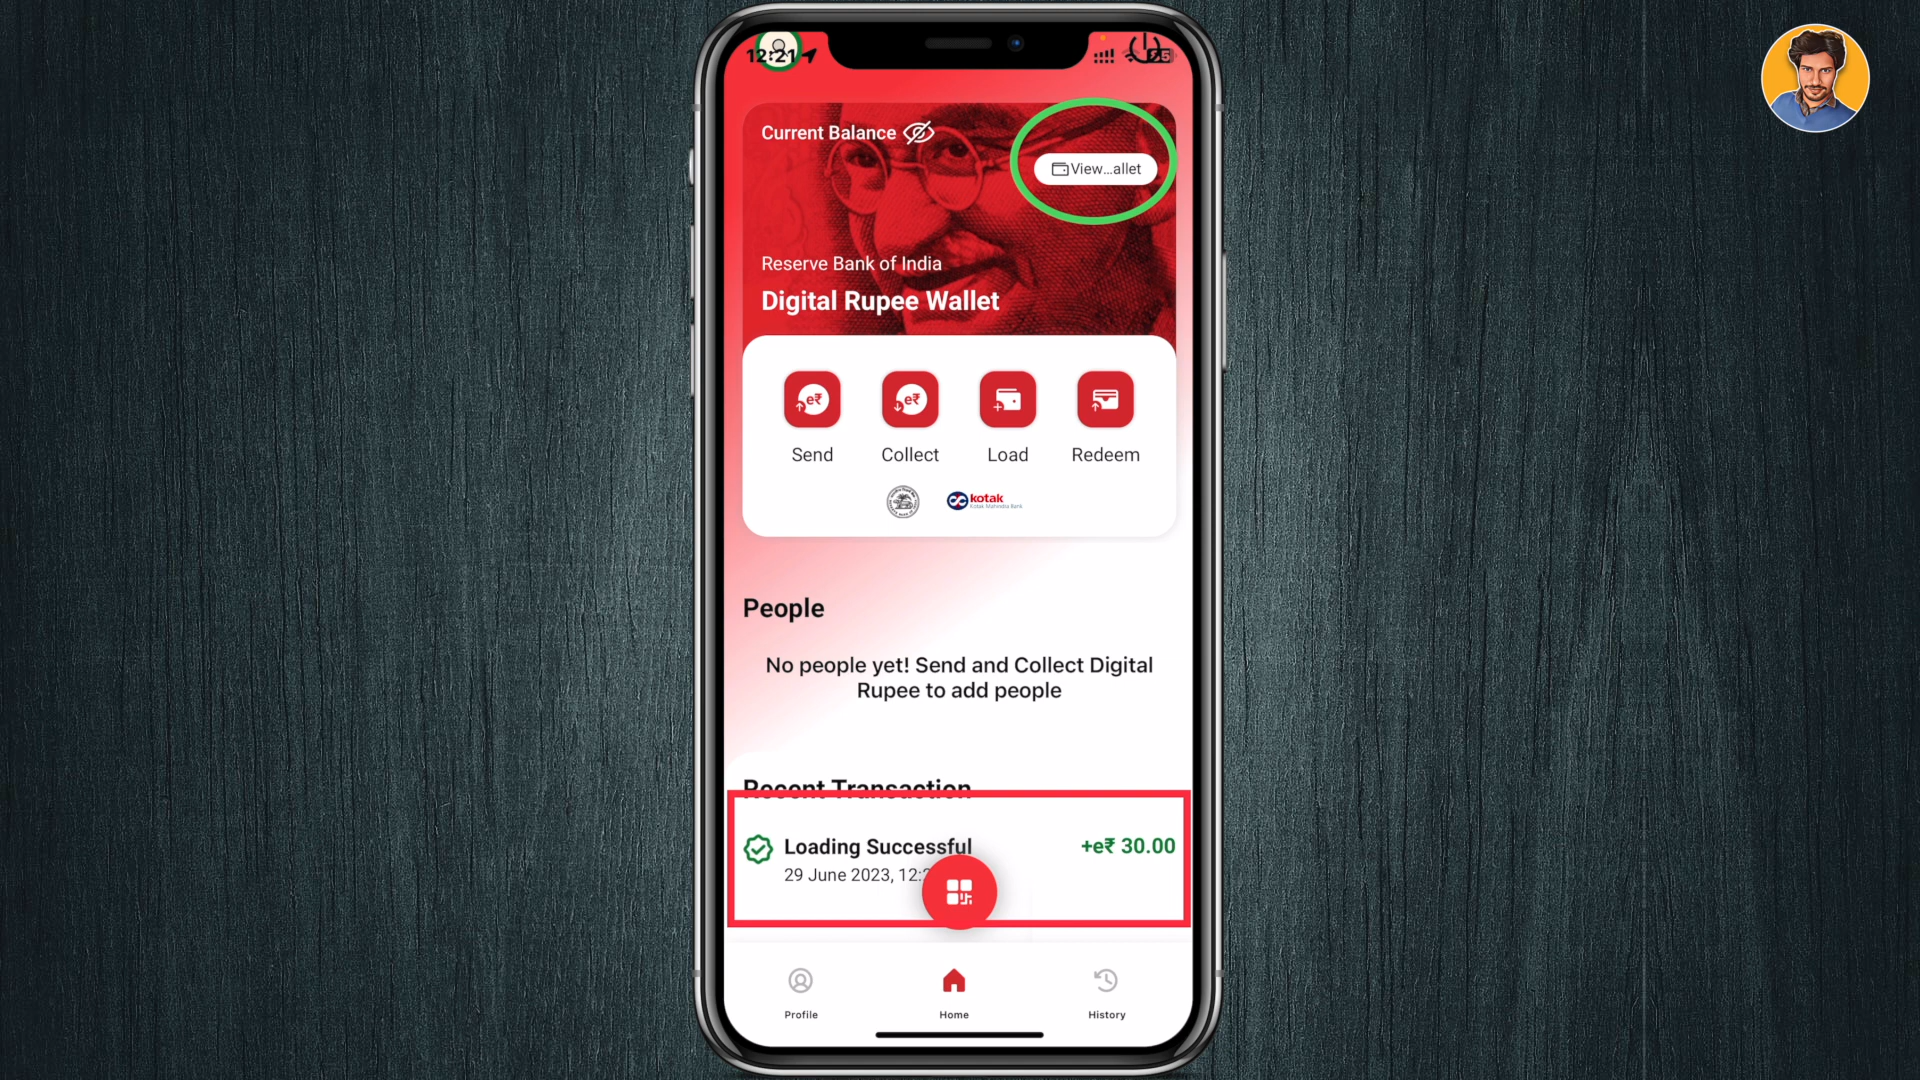 12:21
Current Balance
View...allet
Reserve Bank of India
Digital Rupee Wallet
e₹
e₹
Send
Collect
Load
Redeem
kotak
Kotak Mahindra Bank
People
No people yet! Send and Collect Digital
Rupee to add people
Recent Transaction
Loading Successful
+e₹ 30.00
29 June 2023, 12:2
Profile
Home
History